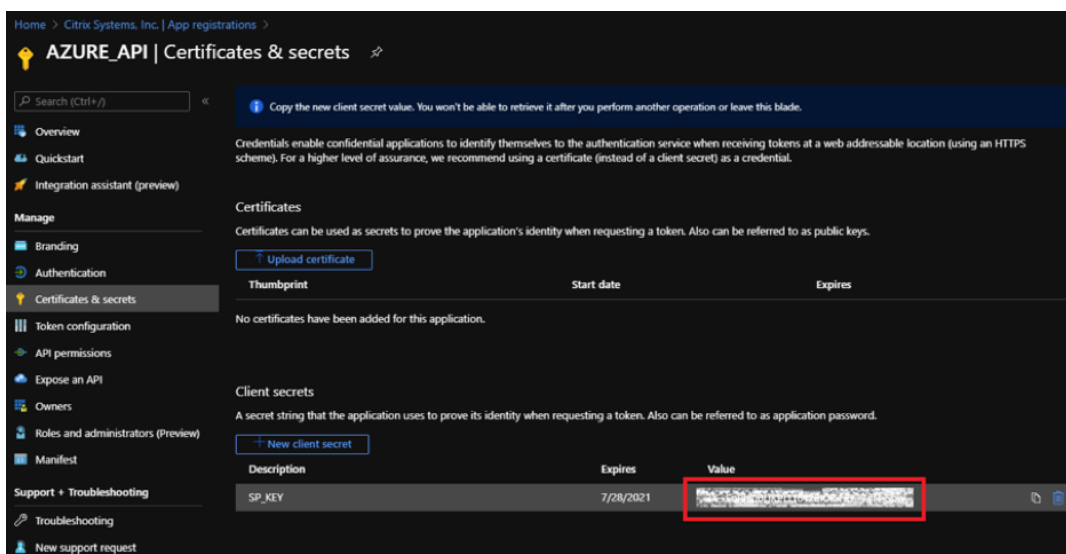 Home > Citrix Systems, Inc. | App registrations >
AZURE_API | Certificates & secrets
Search (Ctrl+/)
«
Overview
Quickstart
Integration assistant (preview)
Manage
Branding
Authentication
Certificates & secrets
Token configuration
API permissions
Expose an API
Owners
Roles and administrators (Preview)
Manifest
Support + Troubleshooting
Troubleshooting
New support request
Copy the new client secret value. You won't be able to retrieve it after you perform another operation or leave this blade.
Credentials enable confidential applications to identify themselves to the authentication service when receiving tokens at a web addressable location (using an HTTPS
scheme). For a higher level of assurance, we recommend using a certificate (instead of a client secret) as a credential.
Certificates
Certificates can be used as secrets to prove the application's identity when requesting a token. Also can be referred to as public keys.
Upload certificate
Thumbprint Start date Expires
No certificates have been added for this application.
Client secrets
A secret string that the application uses to prove its identity when requesting a token. Also can be referred to as application password.
New client secret
Description Expires Value
SP_KEY 7/28/2021